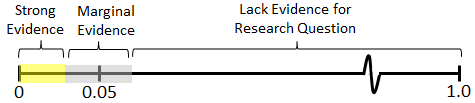 Strong
Evidence
Marginal
Evidence
Lack Evidence for
Research Question
0
0.05
1.0